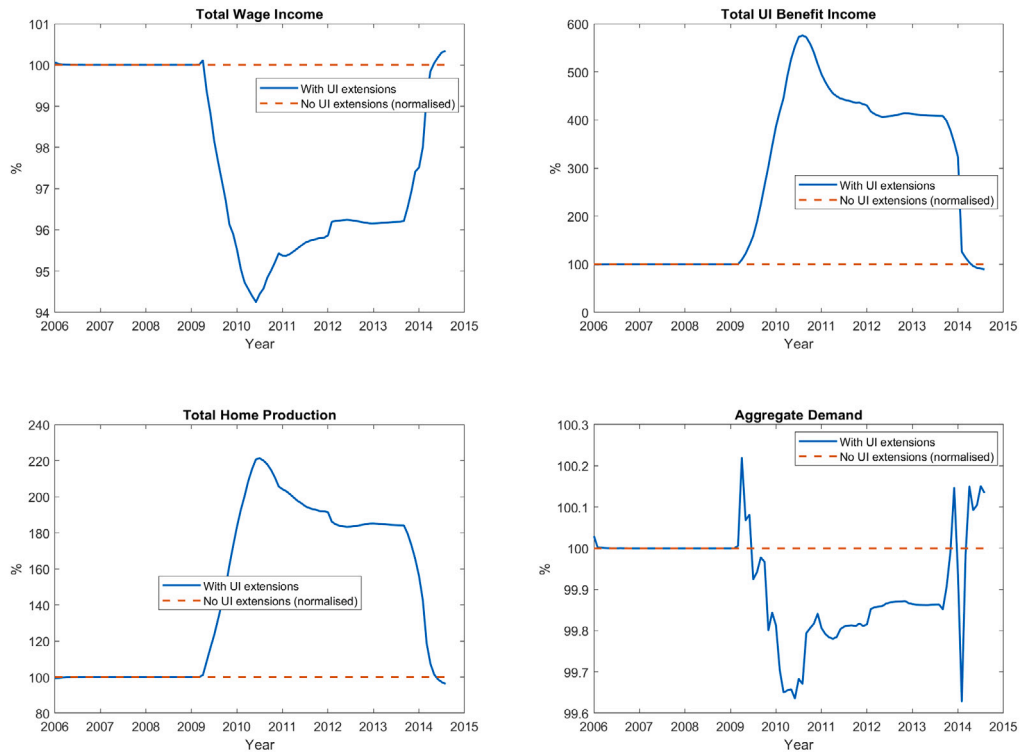 Total Wage Income
101
100
99
98
97
96
95
94
%
With UI extensions
No UI extensions (normalised)
2006 2007 2008 2009 2010 2011 2012 2013 2014 2015
Year
Total UI Benefit Income
600
500
400
300
200
100
0
%
With UI extensions
No UI extensions (normalised)
2006 2007 2008 2009 2010 2011 2012 2013 2014 2015
Year
Total Home Production
240
220
200
180
160
140
120
100
80
%
With UI extensions
No UI extensions (normalised)
2006 2007 2008 2009 2010 2011 2012 2013 2014 2015
Year
Aggregate Demand
100.3
100.2
100.1
100
99.9
99.8
99.7
99.6
%
With UI extensions
No UI extensions (normalised)
2006 2007 2008 2009 2010 2011 2012 2013 2014 2015
Year